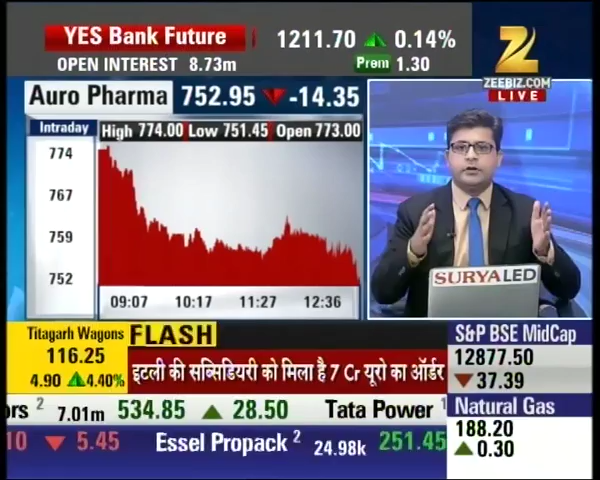 YES Bank Future 1211.70 0.14%
OPEN INTEREST 8.73m Prem 1.30
ZEEBIZ.COM
LIVE
Auro Pharma 752.95 -14.35
Intraday High 774.00 Low 751.45 Open 773.00
774
767
759
752
09:07 10:17 11:27 12:36
SURYA LED
Titagarh Wagons
116.25
4.90 4.40%
FLASH
इटली की सब्सिडियरी को मिला है 7 Cr यूरो का ऑर्डर
S&P BSE MidCap
12877.50
37.39
ors 2 7.01m 534.85 28.50 Tata Power 1
Natural Gas
188.20
0.30
10 5.45 Essel Propack 2 24.98k 251.45